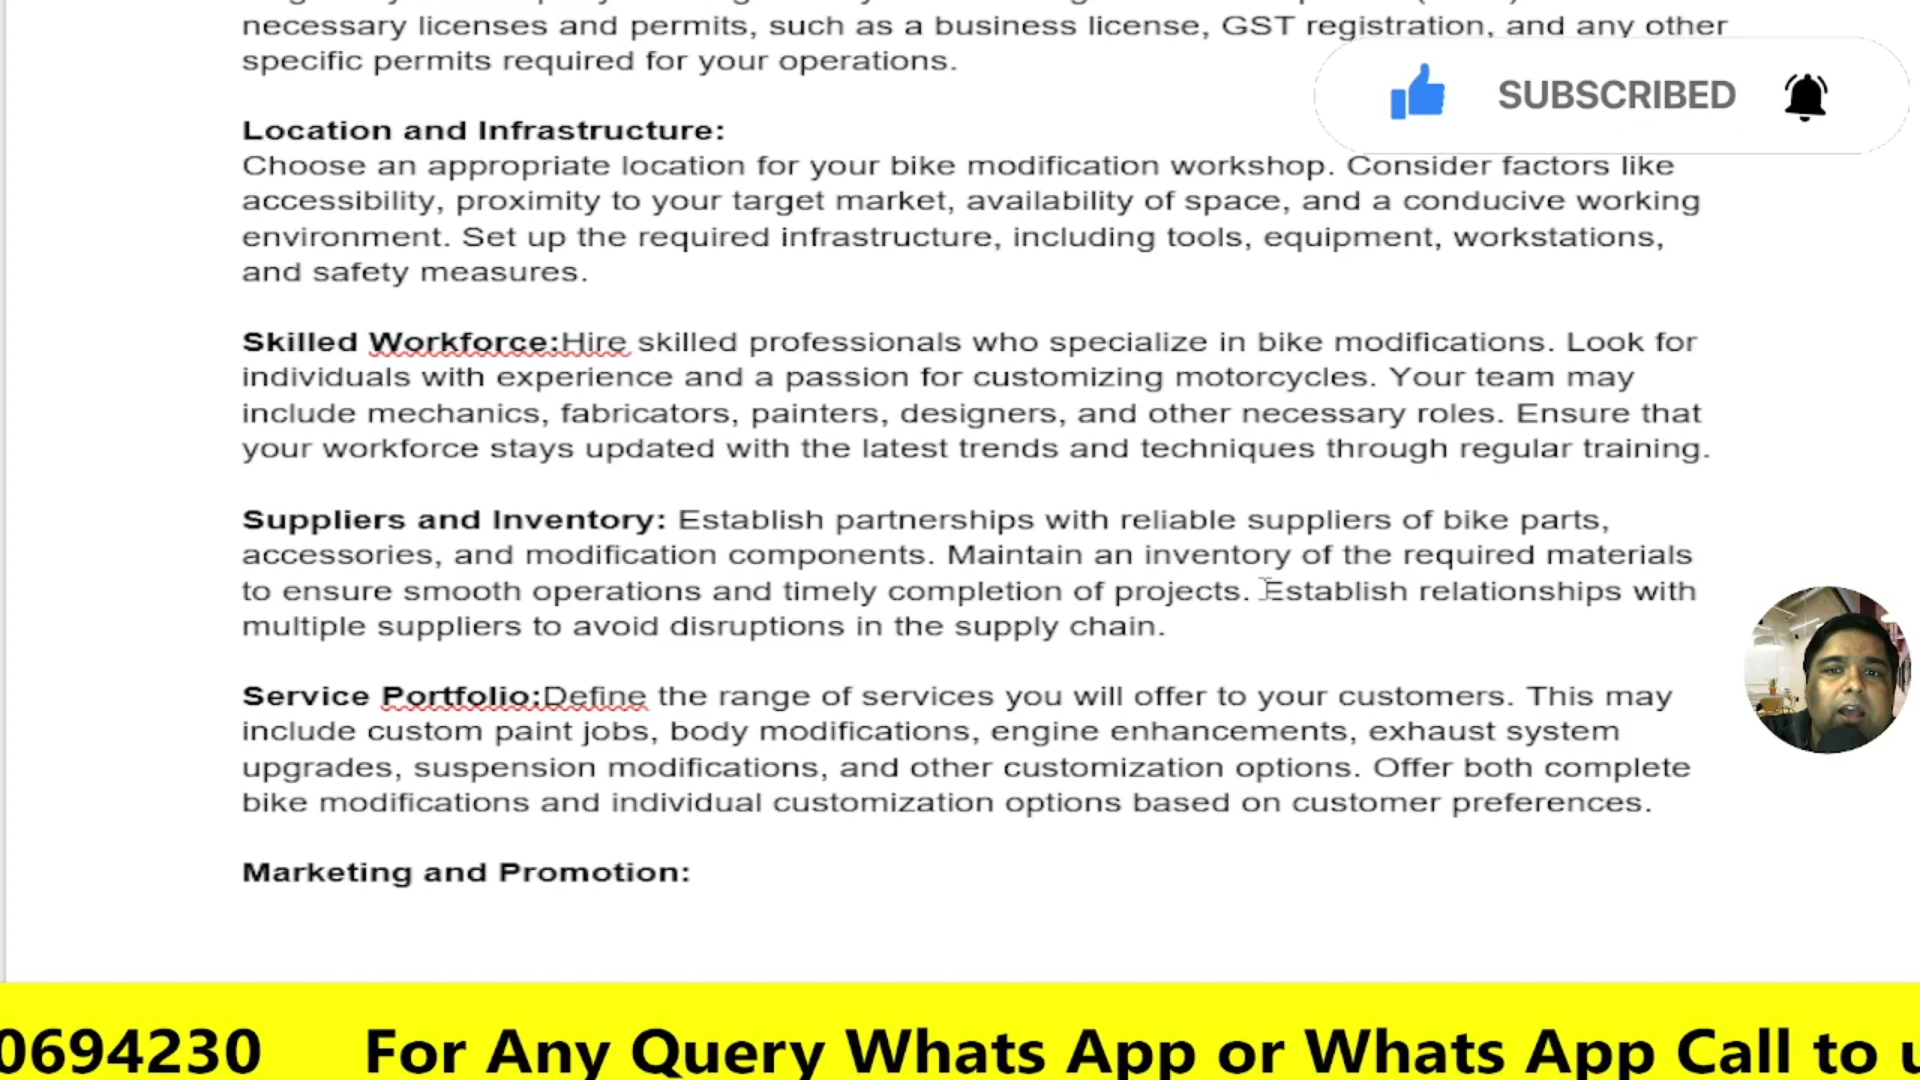 necessary licenses and permits, such as a business license, GST registration, and any other
specific permits required for your operations.
SUBSCRIBED
Location and Infrastructure:
Choose an appropriate location for your bike modification workshop. Consider factors like
accessibility, proximity to your target market, availability of space, and a conducive working
environment. Set up the required infrastructure, including tools, equipment, workstations,
and safety measures.
Skilled Workforce:Hire skilled professionals who specialize in bike modifications. Look for
individuals with experience and a passion for customizing motorcycles. Your team may
include mechanics, fabricators, painters, designers, and other necessary roles. Ensure that
your workforce stays updated with the latest trends and techniques through regular training.
Suppliers and Inventory: Establish partnerships with reliable suppliers of bike parts,
accessories, and modification components. Maintain an inventory of the required materials
to ensure smooth operations and timely completion of projects. Establish relationships with
multiple suppliers to avoid disruptions in the supply chain.
Service Portfolio:Define the range of services you will offer to your customers. This may
include custom paint jobs, body modifications, engine enhancements, exhaust system
upgrades, suspension modifications, and other customization options. Offer both complete
bike modifications and individual customization options based on customer preferences.
Marketing and Promotion:
0694230 For Any Query Whats App or Whats App Call to u